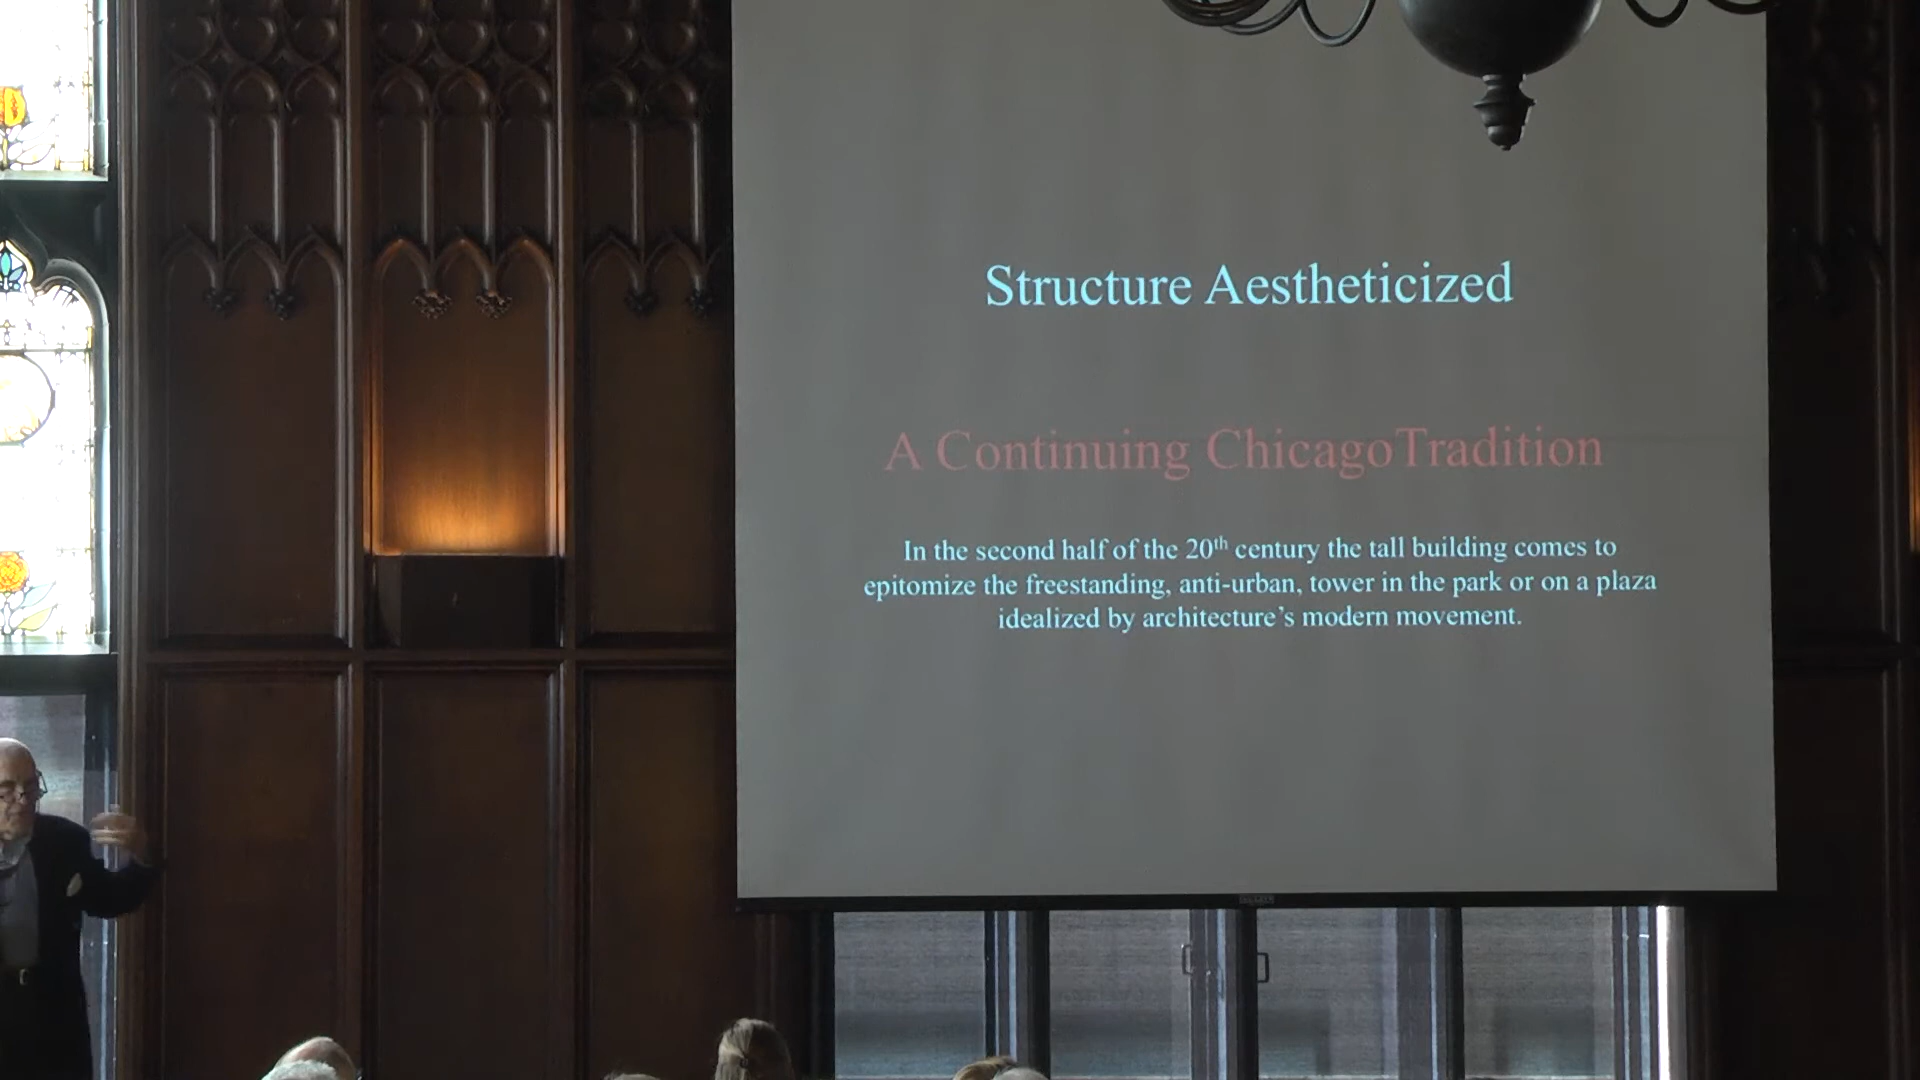 Structure Aestheticized
A Continuing ChicagoTradition
In the second half of the 20th century the tall building comes to
epitomize the freestanding, anti-urban, tower in the park or on a plaza
idealized by architecture's modern movement.